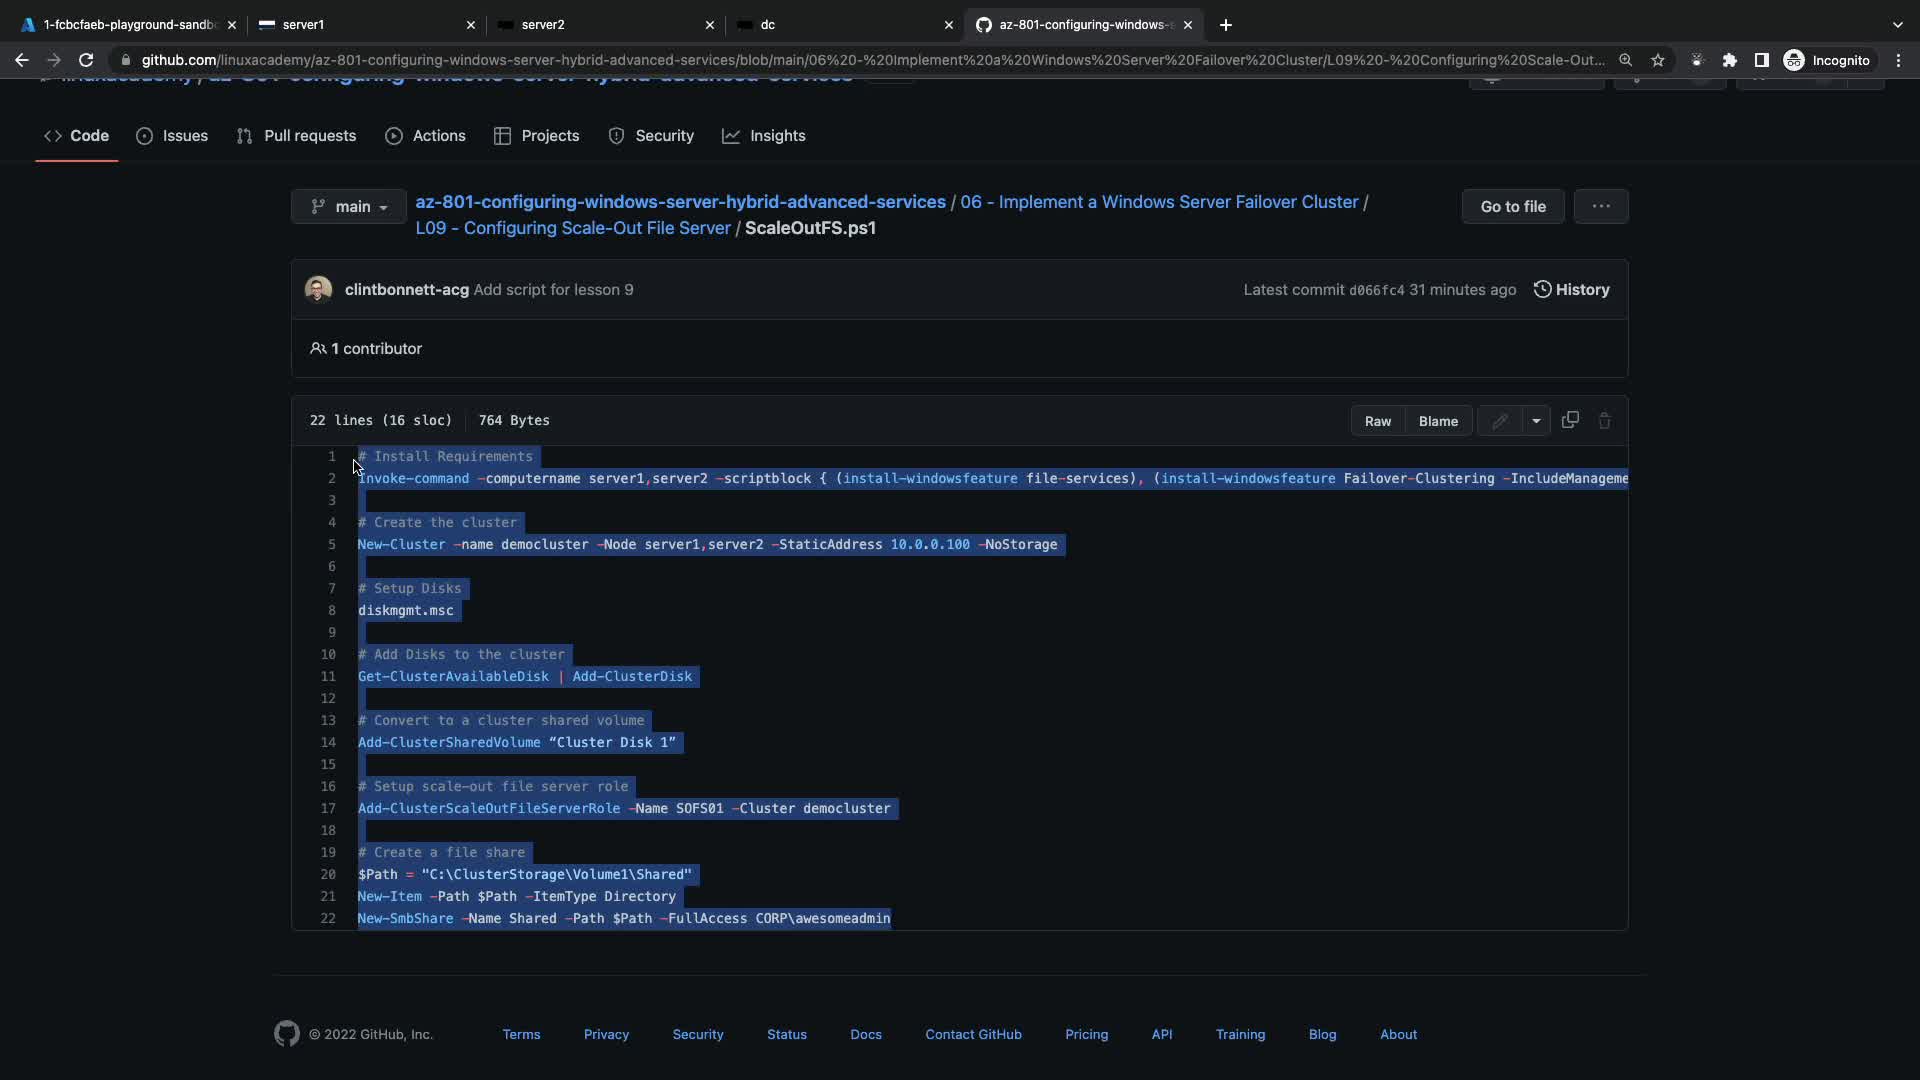 1-fcbcfaeb-playground-sandb
server1
server2
dc
az-801-configuring-windows-s
github.com/linuxacademy/az-801-configuring-windows-server-hybrid-advanced-services/blob/main/06%20-%20Implement%20a%20Windows%20Server%20Failover%20Cluster/L09%20-%20Configuring%20Scale-Out...
Incognito
linuxacademy / az-801-configuring-windows-server-hybrid-advanced-services
Code Issues Pull requests Actions Projects Security Insights
main
az-801-configuring-windows-server-hybrid-advanced-services / 06 - Implement a Windows Server Failover Cluster /
L09 - Configuring Scale-Out File Server / ScaleOutFS.ps1
Go to file
...
clintbonnett-acg Add script for lesson 9
Latest commit d066fc4 31 minutes ago History
1 contributor
22 lines (16 sloc) 764 Bytes
Raw Blame
1 # Install Requirements
2 Invoke-command -computername server1,server2 -scriptblock { (install-windowsfeature file-services), (install-windowsfeature Failover-Clustering -IncludeManageme
3
4 # Create the cluster
5 New-Cluster -name democluster -Node server1,server2 -StaticAddress 10.0.0.100 -NoStorage
6
7 # Setup Disks
8 diskmgmt.msc
9
10 # Add Disks to the cluster
11 Get-ClusterAvailableDisk | Add-ClusterDisk
12
13 # Convert to a cluster shared volume
14 Add-ClusterSharedVolume “Cluster Disk 1”
15
16 # Setup scale-out file server role
17 Add-ClusterScaleOutFileServerRole -Name SOFS01 -Cluster democluster
18
19 # Create a file share
20 $Path = "C:\ClusterStorage\Volume1\Shared"
21 New-Item -Path $Path -ItemType Directory
22 New-SmbShare -Name Shared -Path $Path -FullAccess CORP\awesomeadmin
© 2022 GitHub, Inc. Terms Privacy Security Status Docs Contact GitHub Pricing API Training Blog About